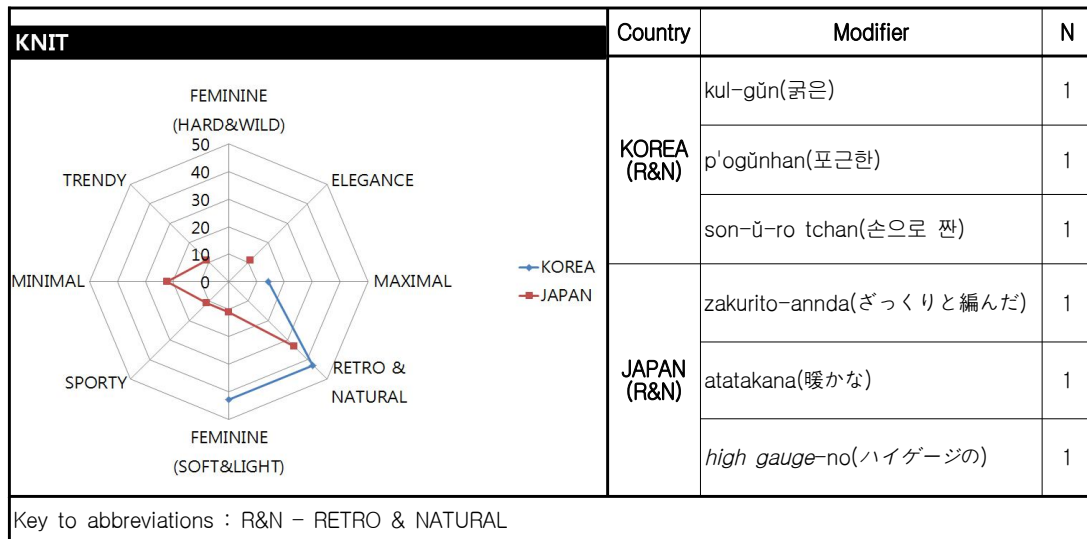 KNIT
FEMININE
(HARD&WILD)
50
40
30
20
10
0
TRENDY
ELEGANCE
MINIMAL
MAXIMAL
SPORTY
RETRO &
NATURAL
FEMININE
(SOFT&LIGHT)
KOREA
JAPAN
Country Modifier N
KOREA
(R&N)
kul-gŭn(굵은) 1
p'ogŭnhan(포근한) 1
son-ŭ-ro tchan(손으로 짠) 1
JAPAN
(R&N)
zakurito-annda(ざっくりと編んだ) 1
atatakana(暖かな) 1
high gauge-no(ハイゲージの) 1
Key to abbreviations : R&N - RETRO & NATURAL